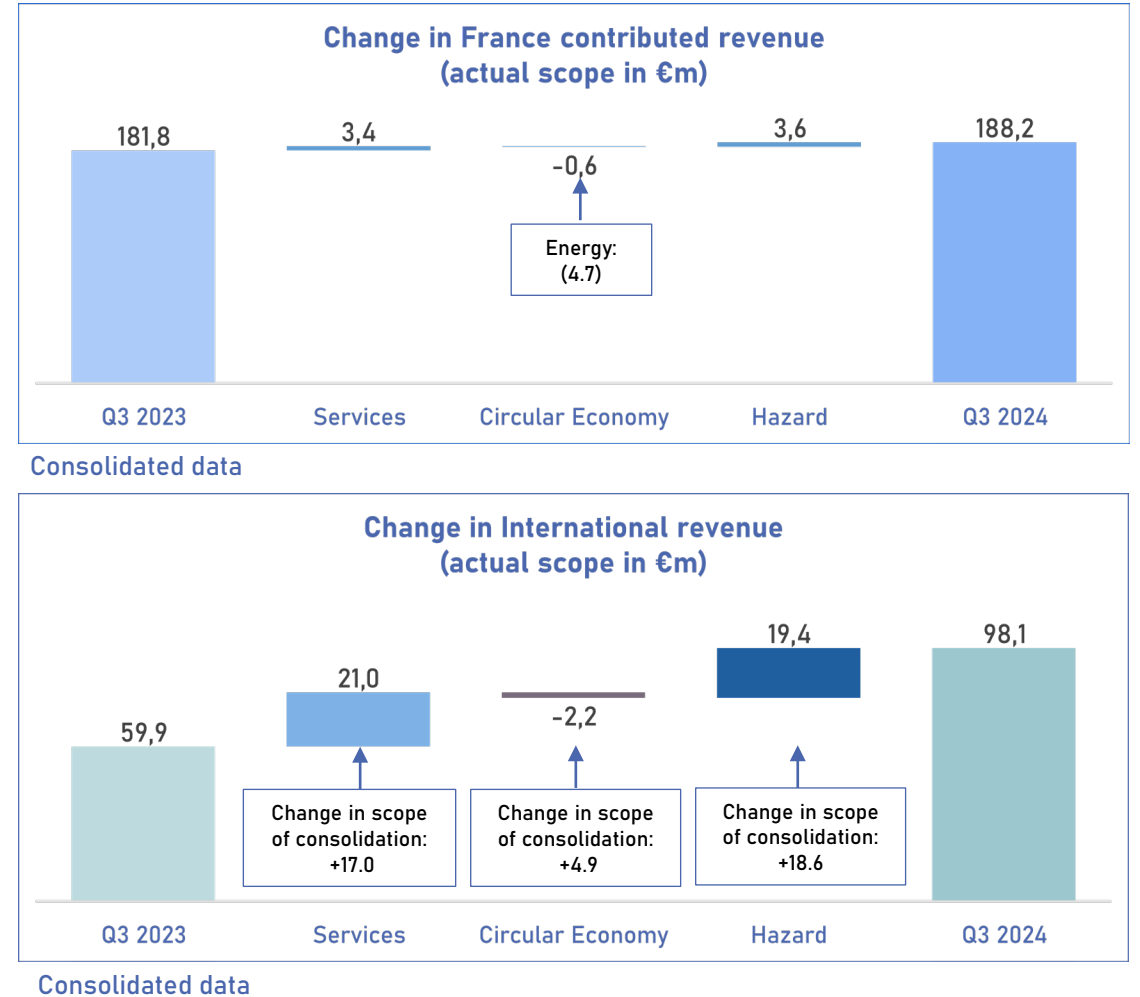 Change in France contributed revenue
(actual scope in €m)
181,8
3,4
-0,6
3,6
188,2
Energy:
(4.7)
Q3 2023
Services
Circular Economy
Hazard
Q3 2024
Consolidated data
Change in International revenue
(actual scope in €m)
59,9
21,0
-2,2
19,4
98,1
Change in scope
of consolidation:
+17.0
Change in scope
of consolidation:
+4.9
Change in scope
of consolidation:
+18.6
Q3 2023
Services
Circular Economy
Hazard
Q3 2024
Consolidated data